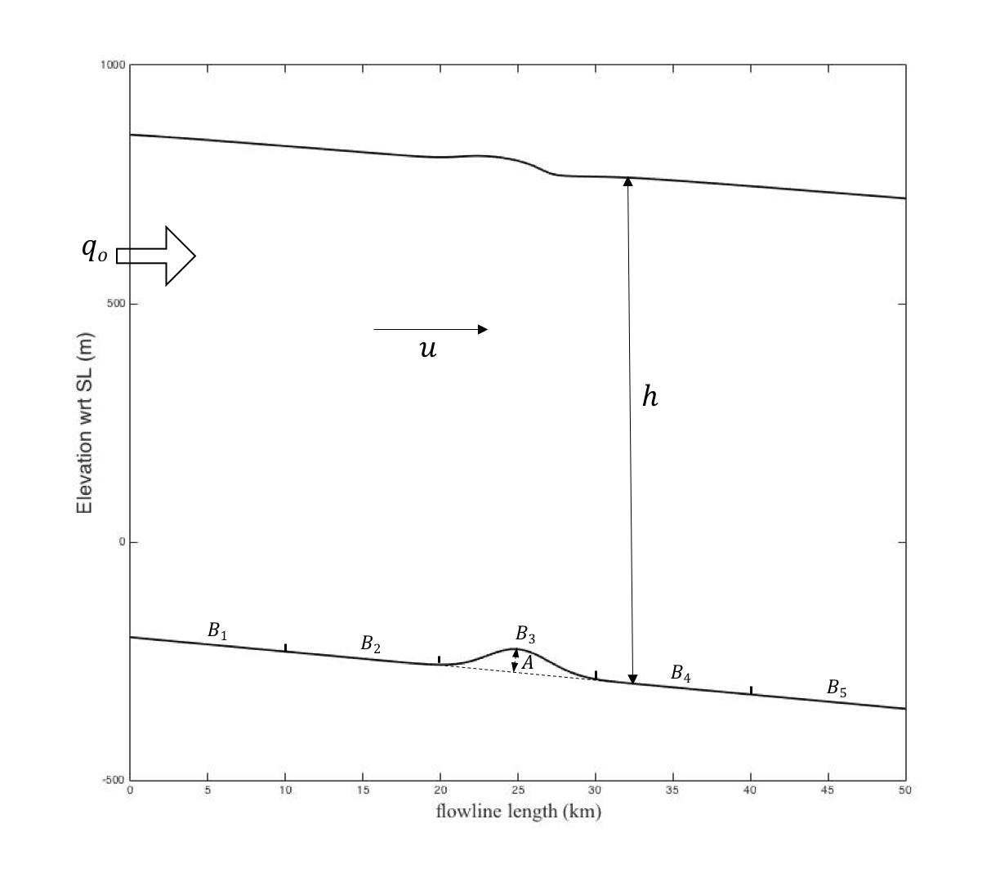 1000
q_o
500
u
h
Elevation wrt SL (m)
0
B_1
B_2
B_3
A
B_4
B_5
-500
0 5 10 15 20 25 30 35 40 45 50
flowline length (km)